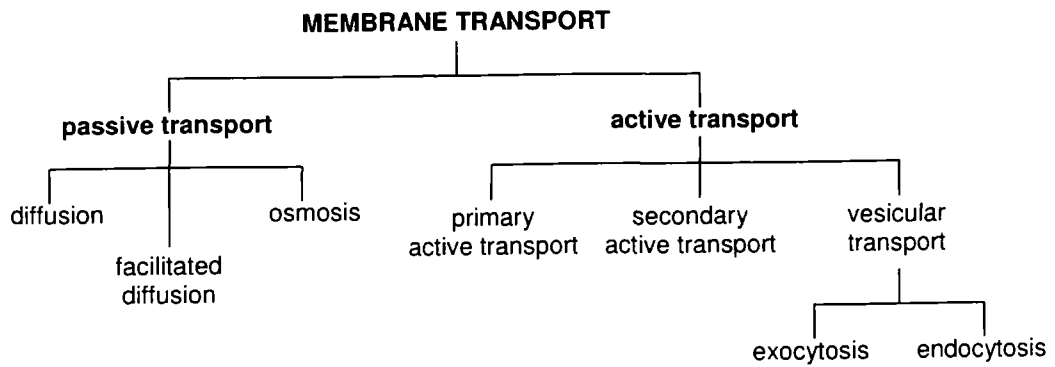 MEMBRANE TRANSPORT
passive transport
active transport
diffusion
facilitated
diffusion
osmosis
primary
active transport
secondary
active transport
vesicular
transport
exocytosis
endocytosis